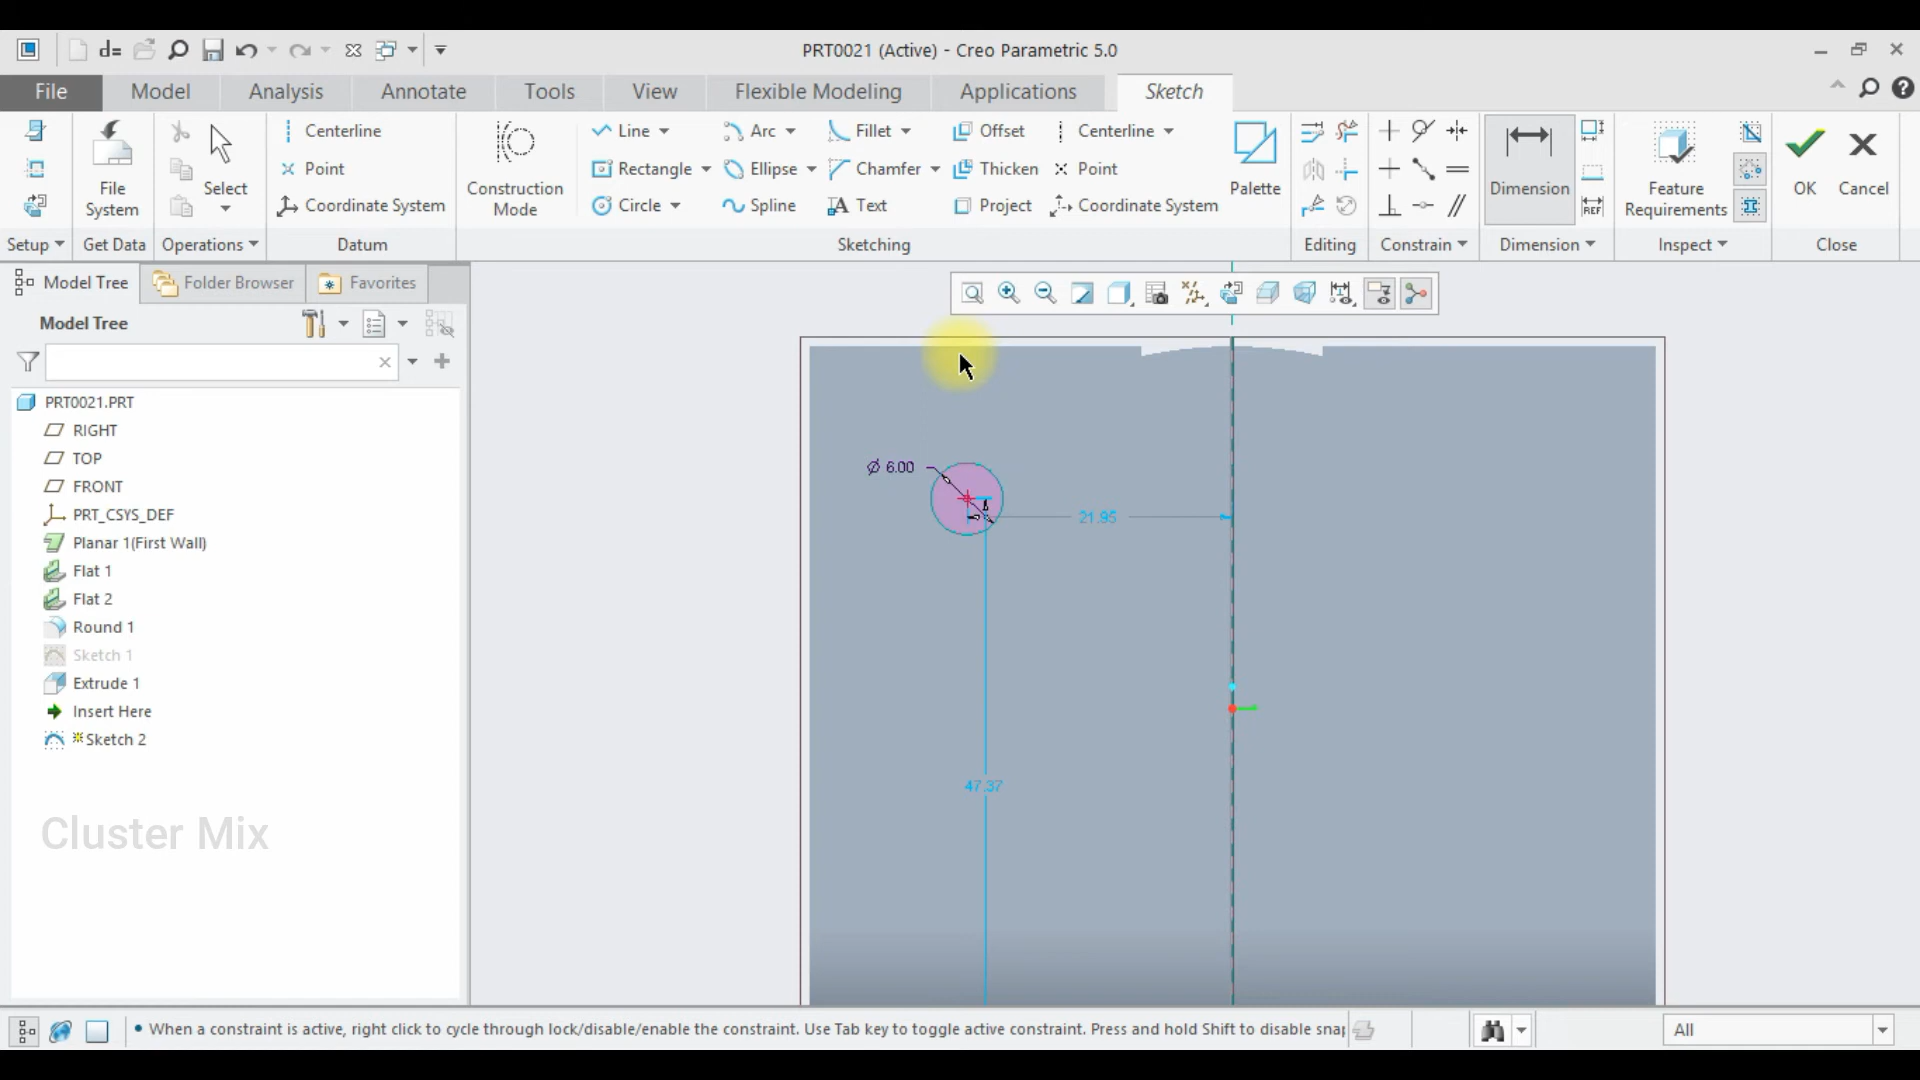 d=
PRT0021 (Active) - Creo Parametric 5.0
File Model Analysis Annotate Tools View Flexible Modeling Applications Sketch
File System
Select
Centerline
Point
Coordinate System
Construction Mode
Line
Rectangle
Circle
Arc
Ellipse
Spline
Fillet
Chamfer
Text
Offset
Thicken
Project
Centerline
Point
Coordinate System
Palette
Dimension
REF
Feature Requirements
OK
Cancel
Setup Get Data Operations Datum Sketching Editing Constrain Dimension Inspect Close
Model Tree Folder Browser Favorites
Model Tree
PRT0021.PRT
RIGHT
TOP
FRONT
PRT_CSYS_DEF
Planar 1(First Wall)
Flat 1
Flat 2
Round 1
Sketch 1
Extrude 1
Insert Here
Sketch 2
Cluster Mix
Ø 6.00
21.95
47.37
• When a constraint is active, right click to cycle through lock/disable/enable the constraint. Use Tab key to toggle active constraint. Press and hold Shift to disable snap
All